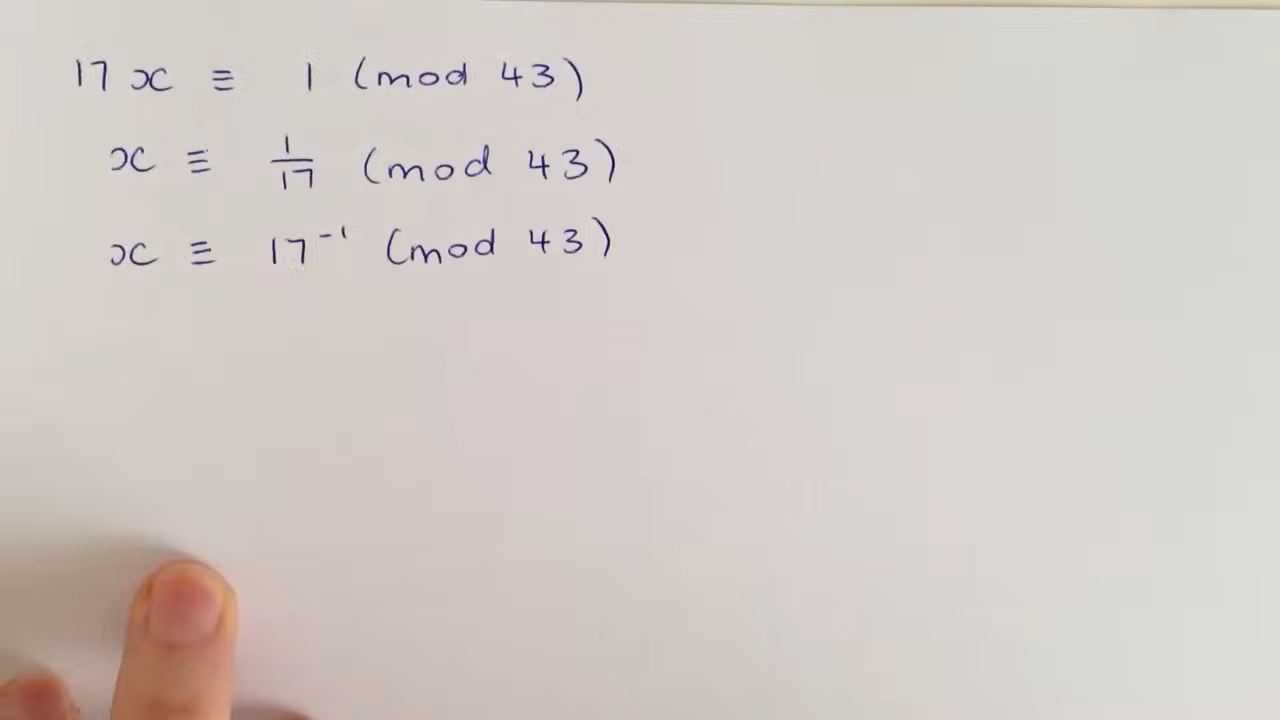 17x ≡ 1 (mod 43)
x ≡ 1/17 (mod 43)
x ≡ 17⁻¹ (mod 43)